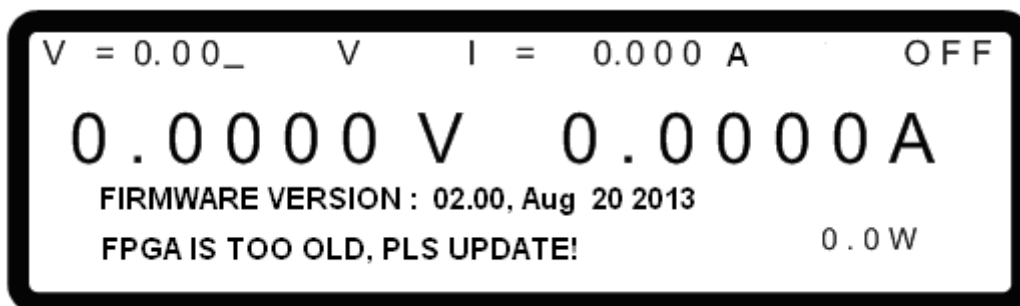 V = 0.00_ V I = 0.000 A OFF
0.0000 V 0.0000A
FIRMWARE VERSION : 02.00, Aug 20 2013
FPGA IS TOO OLD, PLS UPDATE! 0.0W